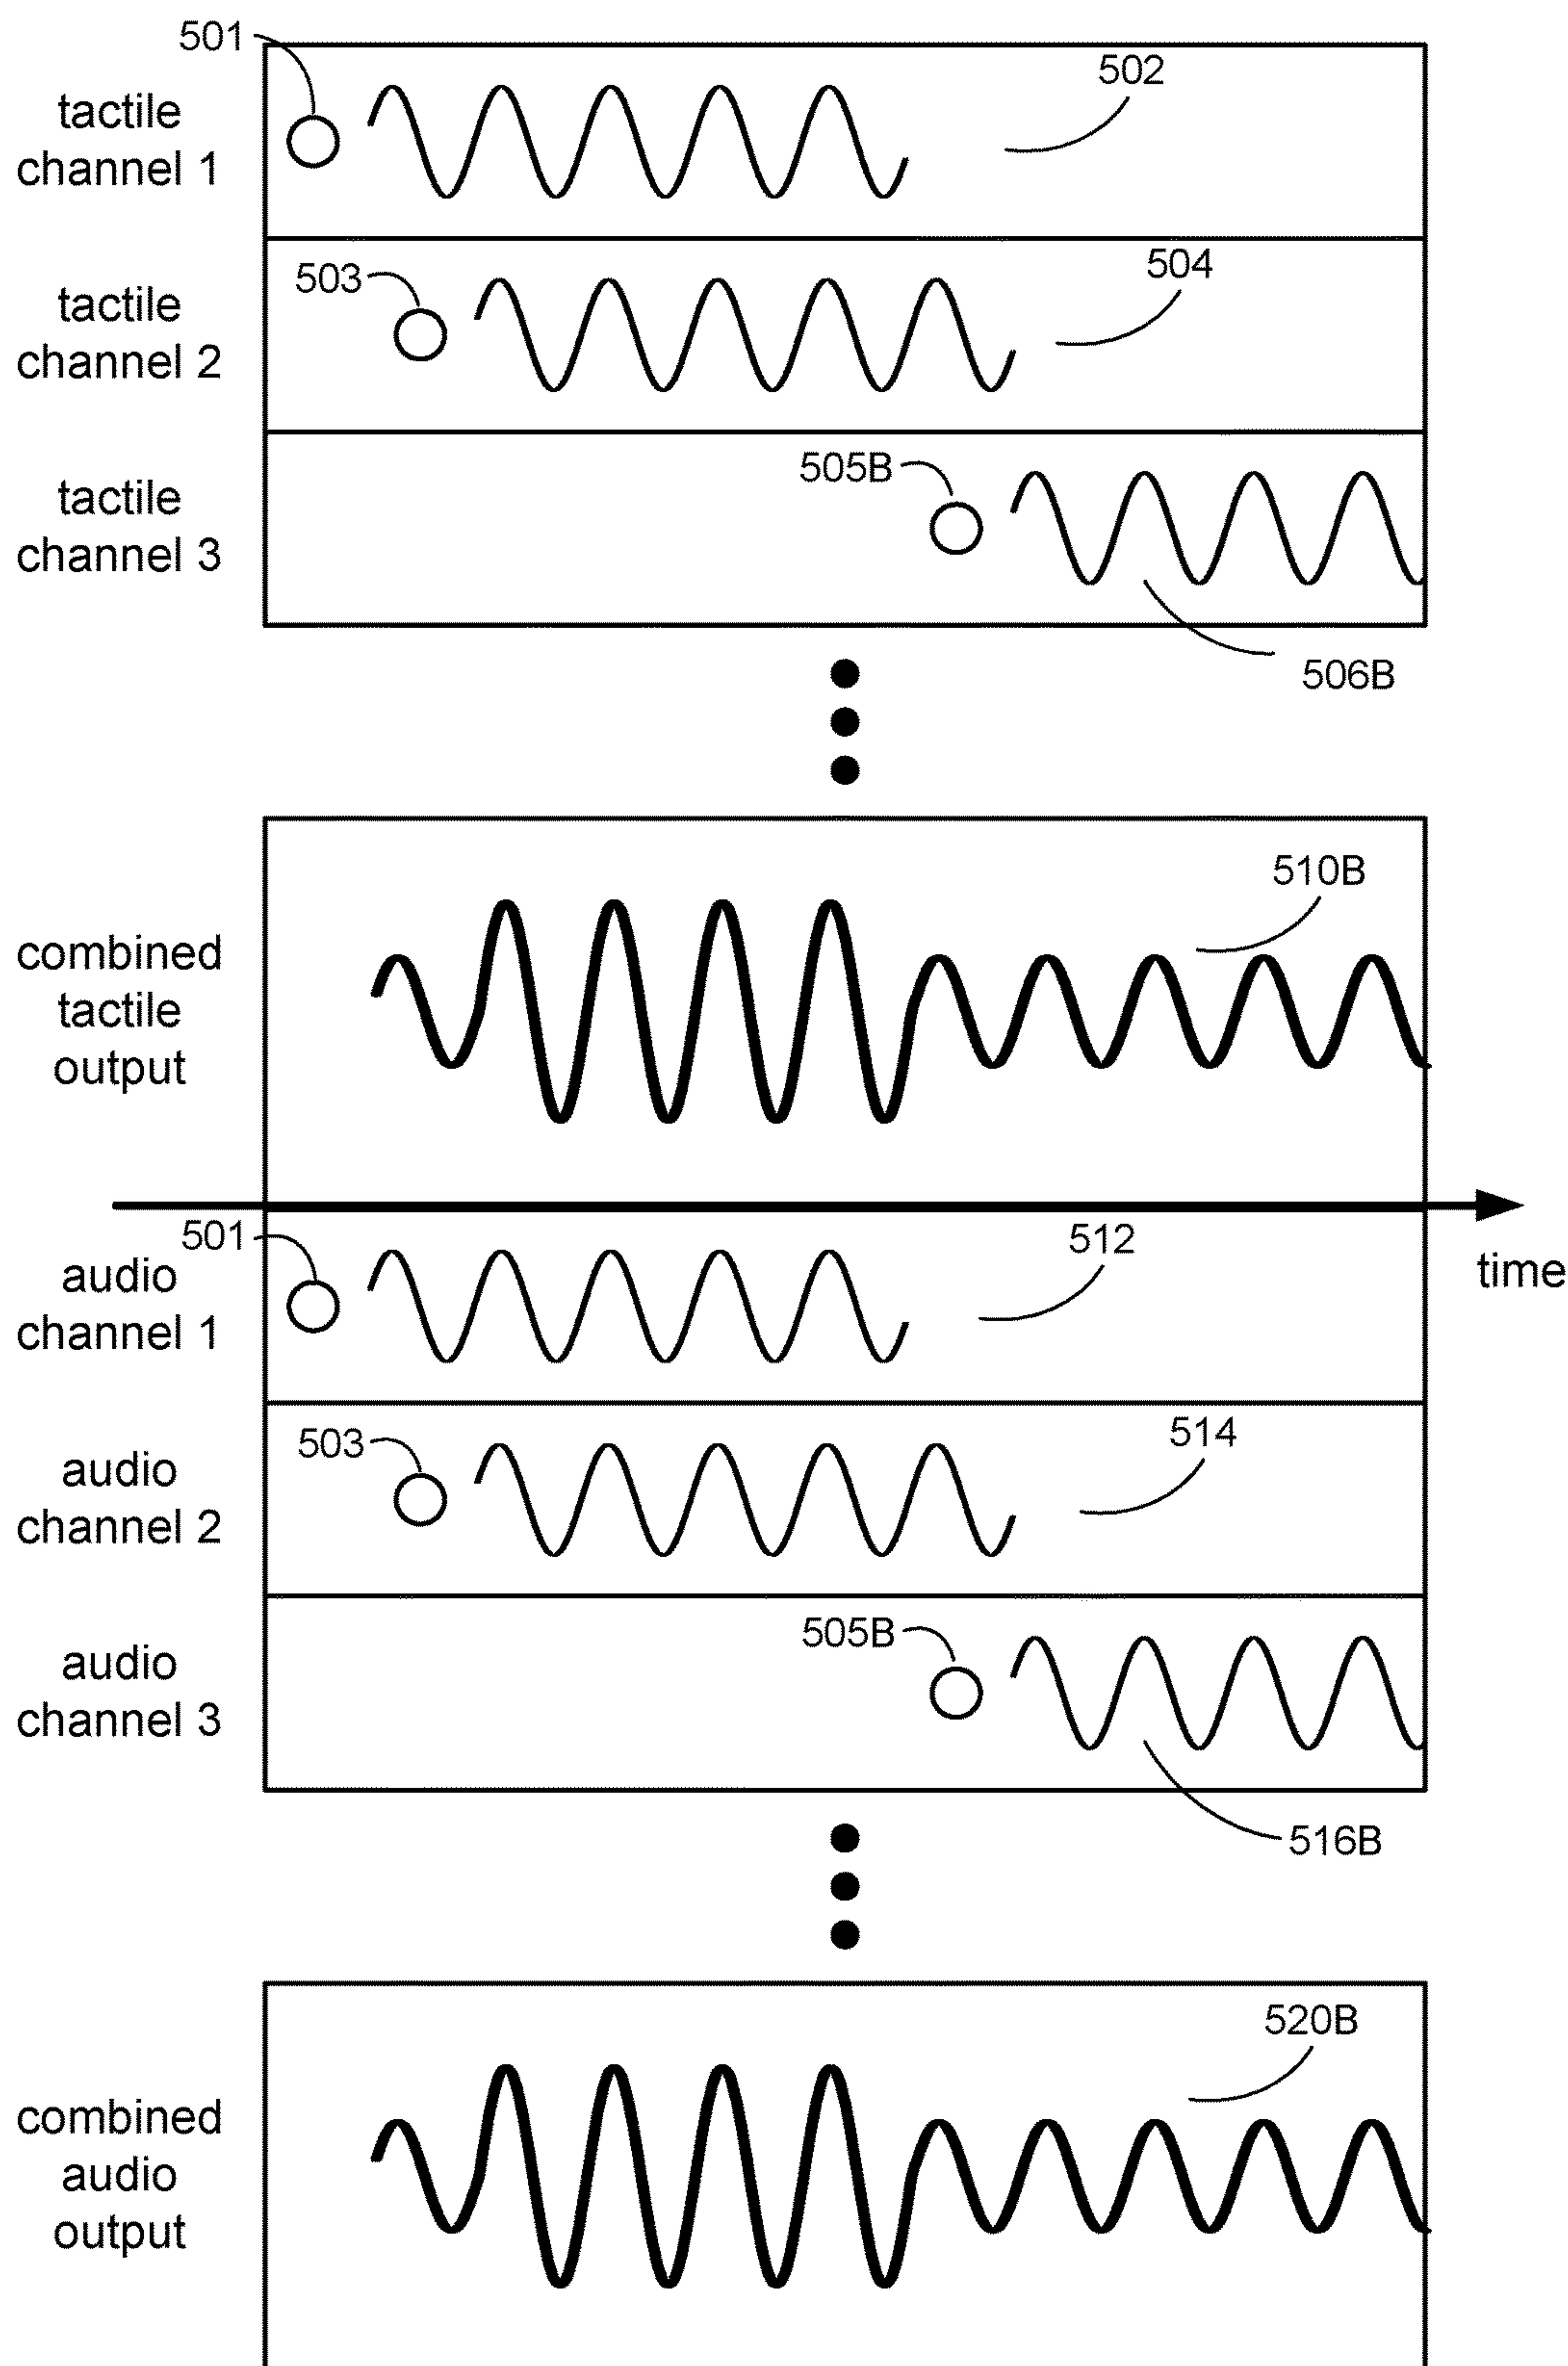 501
tactile
channel 1
502
503
tactile
channel 2
504
505B
tactile
channel 3
506B
510B
combined
tactile
output
501
audio
channel 1
512
time
503
audio
channel 2
514
505B
audio
channel 3
516B
520B
combined
audio
output